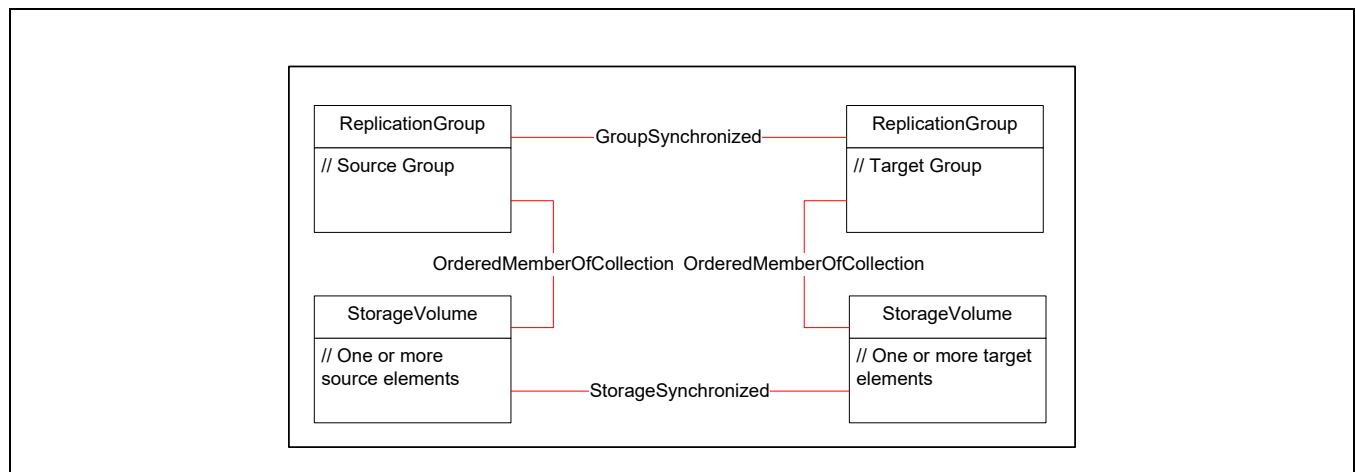 ReplicationGroup
// Source Group
GroupSynchronized
ReplicationGroup
// Target Group
OrderedMemberOfCollection
OrderedMemberOfCollection
StorageVolume
// One or more
source elements
StorageSynchronized
StorageVolume
// One or more target
elements